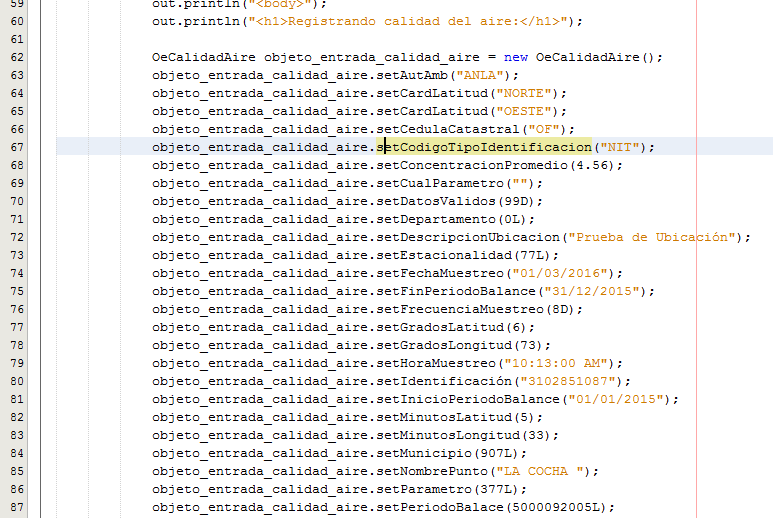 59 out.println("<body>");
60 out.println("<h1>Registrando calidad del aire:</h1>");
61
62 OeCalidadAire objeto_entrada_calidad_aire = new OeCalidadAire();
63 objeto_entrada_calidad_aire.setAutAmb("ANLA");
64 objeto_entrada_calidad_aire.setCardLatitud("NORTE");
65 objeto_entrada_calidad_aire.setCardLatitud("OESTE");
66 objeto_entrada_calidad_aire.setCedulaCatastral("OF");
67 objeto_entrada_calidad_aire.setCodigoTipoIdentificacion("NIT");
68 objeto_entrada_calidad_aire.setConcentracionPromedio(4.56);
69 objeto_entrada_calidad_aire.setCualParametro("");
70 objeto_entrada_calidad_aire.setDatosValidos(99D);
71 objeto_entrada_calidad_aire.setDepartamento(0L);
72 objeto_entrada_calidad_aire.setDescripcionUbicacion("Prueba de Ubicación");
73 objeto_entrada_calidad_aire.setEstacionalidad(77L);
74 objeto_entrada_calidad_aire.setFechaMuestreo("01/03/2016");
75 objeto_entrada_calidad_aire.setFinPeriodoBalance("31/12/2015");
76 objeto_entrada_calidad_aire.setFrecuenciaMuestreo(8D);
77 objeto_entrada_calidad_aire.setGradosLatitud(6);
78 objeto_entrada_calidad_aire.setGradosLongitud(73);
79 objeto_entrada_calidad_aire.setHoraMuestreo("10:13:00 AM");
80 objeto_entrada_calidad_aire.setIdentificación("3102851087");
81 objeto_entrada_calidad_aire.setInicioPeriodoBalance("01/01/2015");
82 objeto_entrada_calidad_aire.setMinutosLatitud(5);
83 objeto_entrada_calidad_aire.setMinutosLongitud(33);
84 objeto_entrada_calidad_aire.setMunicipio(907L);
85 objeto_entrada_calidad_aire.setNombrePunto("LA COCHA ");
86 objeto_entrada_calidad_aire.setParametro(377L);
87 objeto_entrada_calidad_aire.setPeriodoBalace(5000092005L);